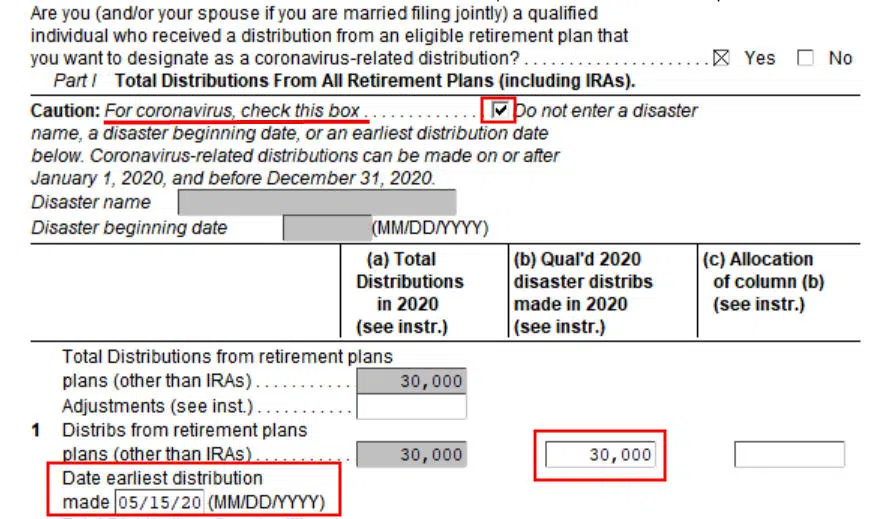 Are you (and/or your spouse if you are married filing jointly) a qualified
individual who received a distribution from an eligible retirement plan that
you want to designate as a coronavirus-related distribution? . . . . . . . . . . . . . . . . . . . . . Yes No
Part I Total Distributions From All Retirement Plans (including IRAs).
Caution: For coronavirus, check this box . . . . . . . . . . . . . Do not enter a disaster
name, a disaster beginning date, or an earliest distribution date
below. Coronavirus-related distributions can be made on or after
January 1, 2020, and before December 31, 2020.
Disaster name
Disaster beginning date (MM/DD/YYYY)
(a) Total
Distributions
in 2020
(see instr.)
(b) Qual'd 2020
disaster distribs
made in 2020
(see instr.)
(c) Allocation
of column (b)
(see instr.)
Total Distributions from retirement plans
plans (other than IRAs) . . . . . . . . . . . 30,000
Adjustments (see inst.) . . . . . . . . . . .
1 Distribs from retirement plans
plans (other than IRAs) . . . . . . . . . . . 30,000 30,000
Date earliest distribution
made 05/15/20 (MM/DD/YYYY)